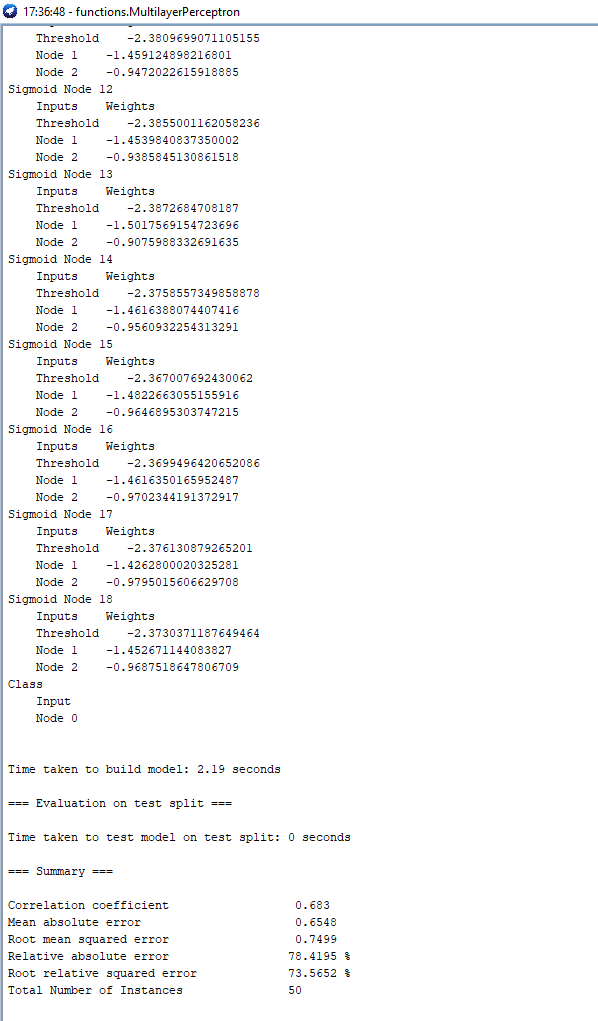 17:36:48 - functions.MultilayerPerceptron
Threshold -2.3809699071105155
Node 1 -1.459124898216801
Node 2 -0.9472022615918885
Sigmoid Node 12
Inputs Weights
Threshold -2.3855001162058236
Node 1 -1.4539840837350002
Node 2 -0.9385845130861518
Sigmoid Node 13
Inputs Weights
Threshold -2.3872684708187
Node 1 -1.5017569154723696
Node 2 -0.9075988332691635
Sigmoid Node 14
Inputs Weights
Threshold -2.3758557349858878
Node 1 -1.4616388074407416
Node 2 -0.9560932254313291
Sigmoid Node 15
Inputs Weights
Threshold -2.367007692430062
Node 1 -1.4822663055155916
Node 2 -0.9646895303747215
Sigmoid Node 16
Inputs Weights
Threshold -2.3699496420652086
Node 1 -1.4616350165952487
Node 2 -0.9702344191372917
Sigmoid Node 17
Inputs Weights
Threshold -2.376130879265201
Node 1 -1.4262800020325281
Node 2 -0.9795015606629708
Sigmoid Node 18
Inputs Weights
Threshold -2.3730371187649464
Node 1 -1.452671144083827
Node 2 -0.9687518647806709
Class
Input
Node 0
Time taken to build model: 2.19 seconds
=== Evaluation on test split ===
Time taken to test model on test split: 0 seconds
=== Summary ===
Correlation coefficient 0.683
Mean absolute error 0.6548
Root mean squared error 0.7499
Relative absolute error 78.4195 %
Root relative squared error 73.5652 %
Total Number of Instances 50